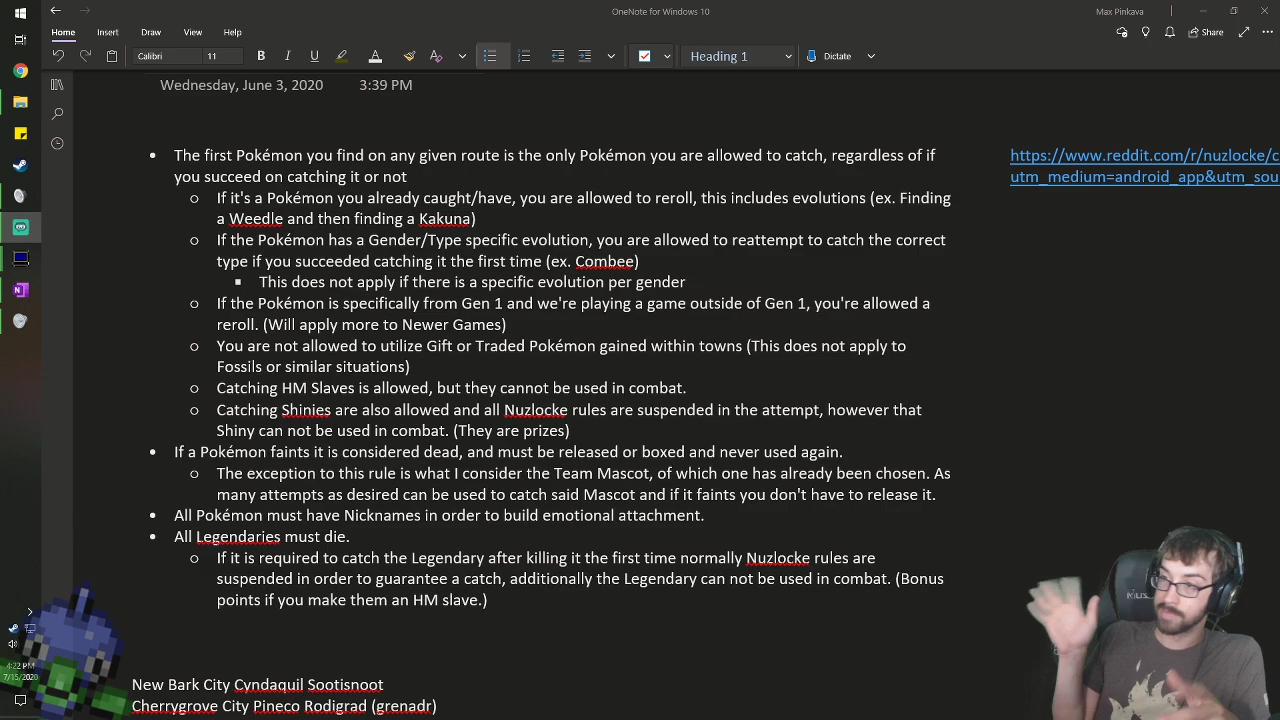 OneNote for Windows 10
Max Pinkava
Home Insert Draw View Help
Share
Calibri 11 B I U A Heading 1 Dictate
Wednesday, June 3, 2020 3:39 PM
• The first Pokémon you find on any given route is the only Pokémon you are allowed to catch, regardless of if
you succeed on catching it or not
https://www.reddit.com/r/nuzlocke/c
utm_medium=android_app&utm_sou
○ If it's a Pokémon you already caught/have, you are allowed to reroll, this includes evolutions (ex. Finding
a Weedle and then finding a Kakuna)
○ If the Pokémon has a Gender/Type specific evolution, you are allowed to reattempt to catch the correct
type if you succeeded catching it the first time (ex. Combee)
▪ This does not apply if there is a specific evolution per gender
○ If the Pokémon is specifically from Gen 1 and we're playing a game outside of Gen 1, you're allowed a
reroll. (Will apply more to Newer Games)
○ You are not allowed to utilize Gift or Traded Pokémon gained within towns (This does not apply to
Fossils or similar situations)
○ Catching HM Slaves is allowed, but they cannot be used in combat.
○ Catching Shinies are also allowed and all Nuzlocke rules are suspended in the attempt, however that
Shiny can not be used in combat. (They are prizes)
• If a Pokémon faints it is considered dead, and must be released or boxed and never used again.
○ The exception to this rule is what I consider the Team Mascot, of which one has already been chosen. As
many attempts as desired can be used to catch said Mascot and if it faints you don't have to release it.
• All Pokémon must have Nicknames in order to build emotional attachment.
• All Legendaries must die.
○ If it is required to catch the Legendary after killing it the first time normally Nuzlocke rules are
suspended in order to guarantee a catch, additionally the Legendary can not be used in combat. (Bonus
points if you make them an HM slave.)
4:22 PM
7/15/2020
New Bark City Cyndaquil Sootisnoot
Cherrygrove City Pineco Rodigrad (grenadr)